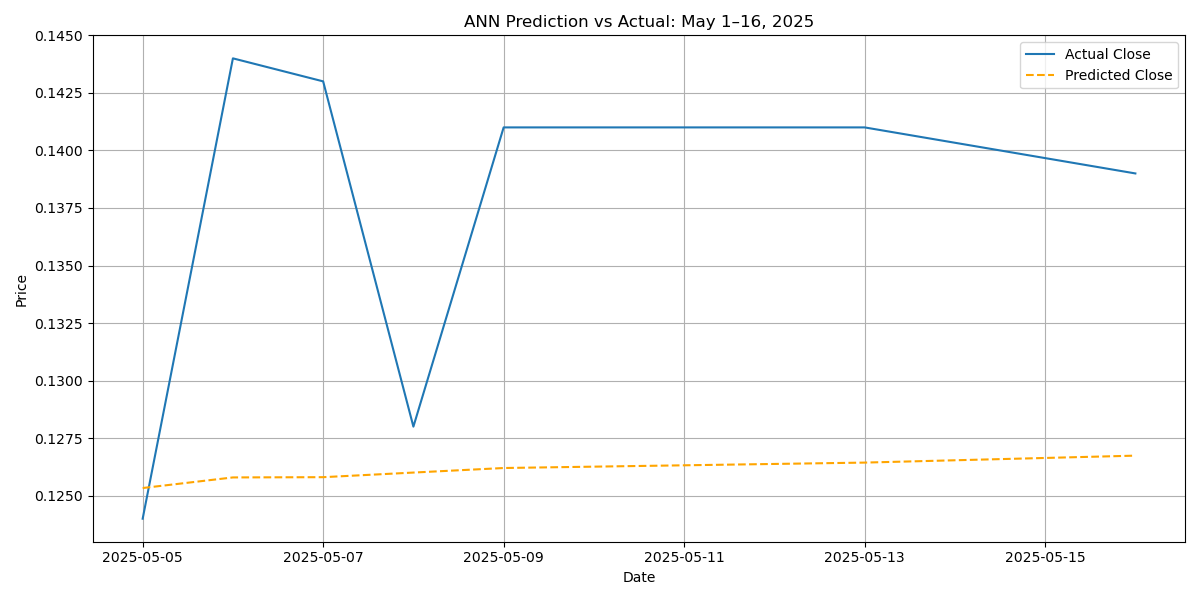 ANN Prediction vs Actual: May 1–16, 2025
Actual Close
Predicted Close
Price
0.1450
0.1425
0.1400
0.1375
0.1350
0.1325
0.1300
0.1275
0.1250
2025-05-05 2025-05-07 2025-05-09 2025-05-11 2025-05-13 2025-05-15
Date